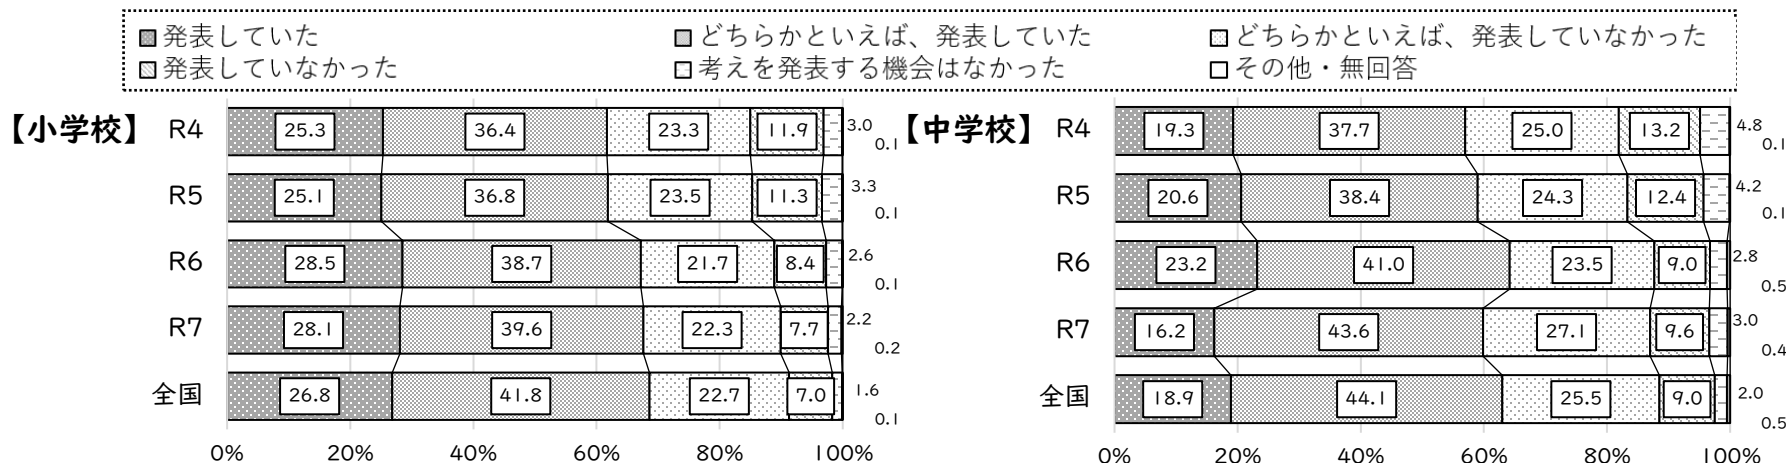 発表していた どちらかといえば、発表していた どちらかといえば、発表していなかった
発表していなかった 考えを発表する機会はなかった その他・無回答
【小学校】 R4 25.3 36.4 23.3 11.9 3.0 0.1
R5 25.1 36.8 23.5 11.3 3.3 0.1
R6 28.5 38.7 21.7 8.4 2.6 0.1
R7 28.1 39.6 22.3 7.7 2.2 0.2
全国 26.8 41.8 22.7 7.0 1.6 0.1
0% 20% 40% 60% 80% 100%
【中学校】 R4 19.3 37.7 25.0 13.2 4.8 0.1
R5 20.6 38.4 24.3 12.4 4.2 0.1
R6 23.2 41.0 23.5 9.0 2.8 0.5
R7 16.2 43.6 27.1 9.6 3.0 0.4
全国 18.9 44.1 25.5 9.0 2.0 0.5
0% 20% 40% 60% 80% 100%